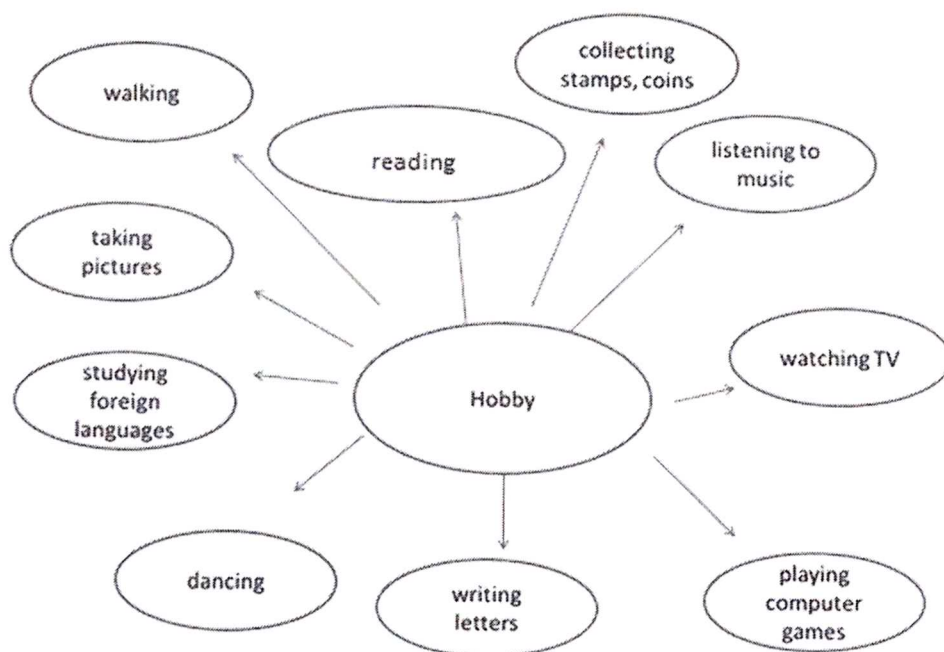 collecting
stamps, coins
walking
reading
listening to
music
taking
pictures
watching TV
studying
foreign
languages
Hobby
dancing
writing
letters
playing
computer
games